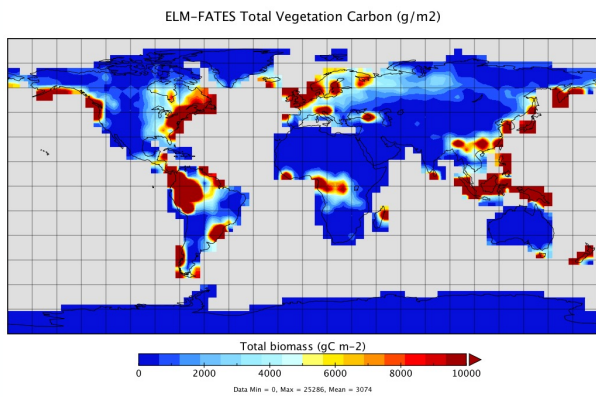 ELM-FATES Total Vegetation Carbon (g/m2)
Total biomass (gC m-2)
0 2000 4000 6000 8000 10000
Data Min = 0, Max = 25286, Mean = 3074